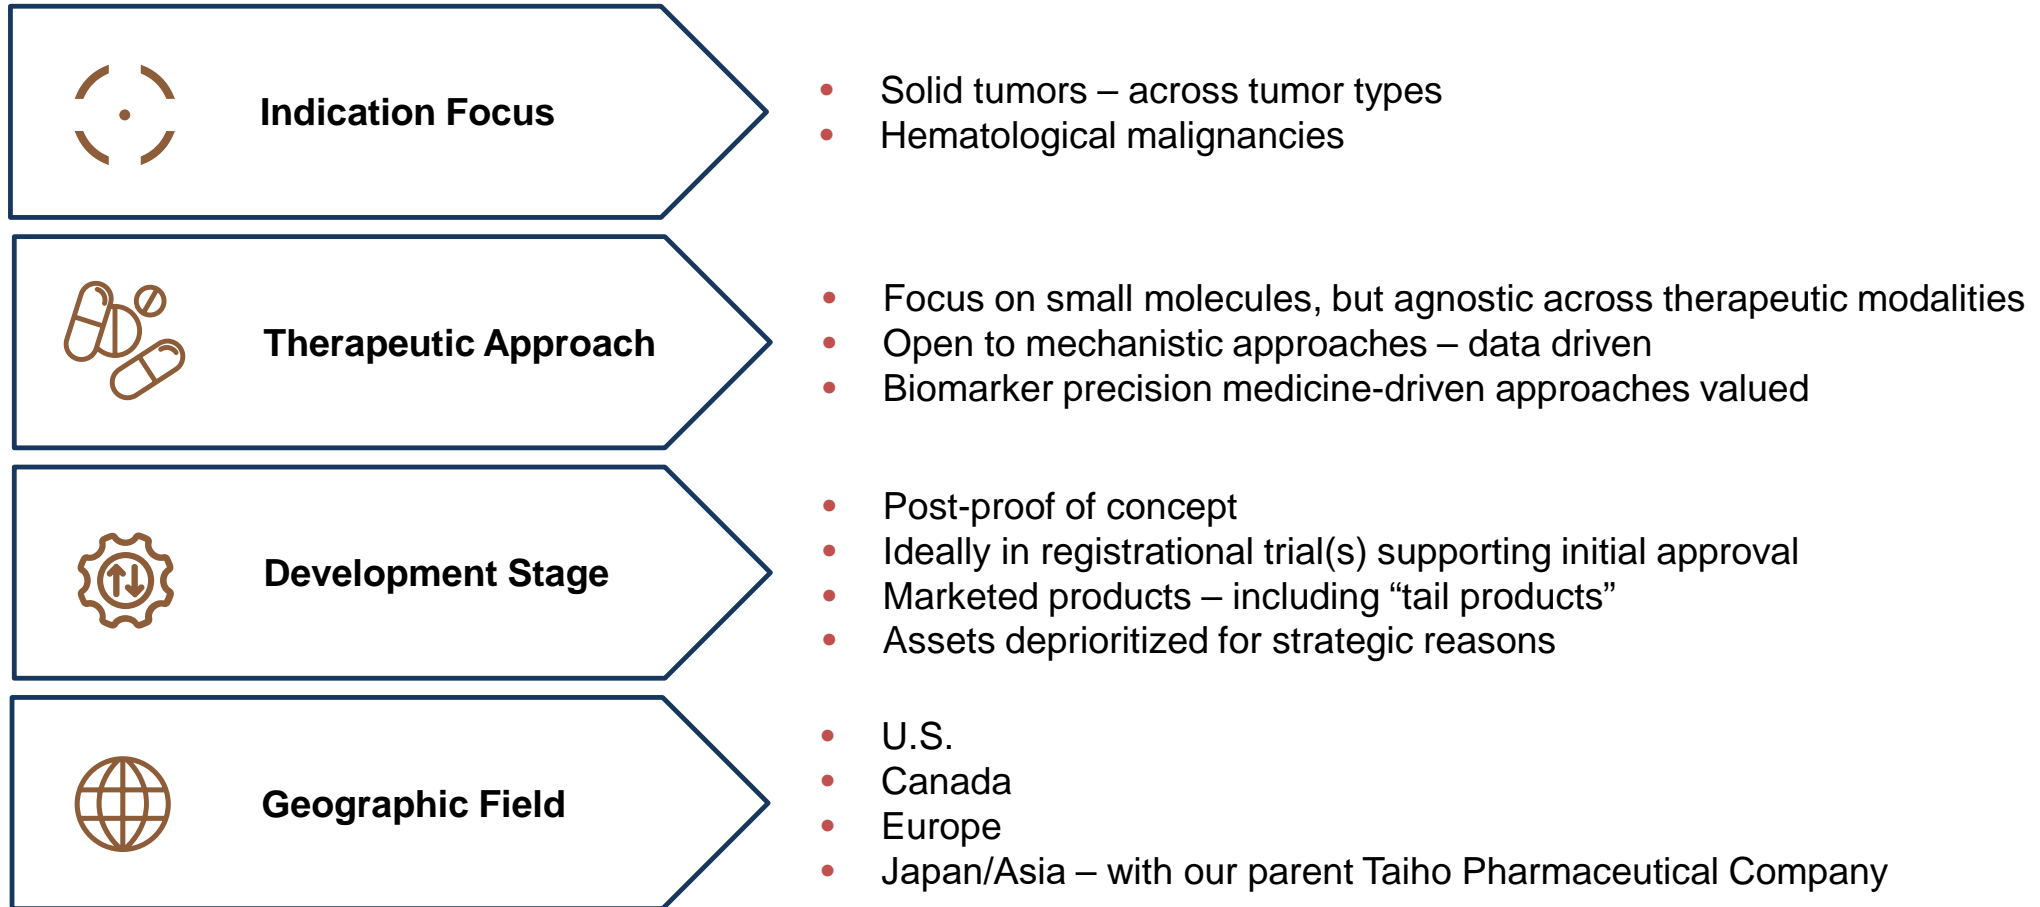 Indication Focus
• Solid tumors – across tumor types
• Hematological malignancies
Therapeutic Approach
• Focus on small molecules, but agnostic across therapeutic modalities
• Open to mechanistic approaches – data driven
• Biomarker precision medicine-driven approaches valued
Development Stage
• Post-proof of concept
• Ideally in registrational trial(s) supporting initial approval
• Marketed products – including “tail products”
• Assets deprioritized for strategic reasons
Geographic Field
• U.S.
• Canada
• Europe
• Japan/Asia – with our parent Taiho Pharmaceutical Company